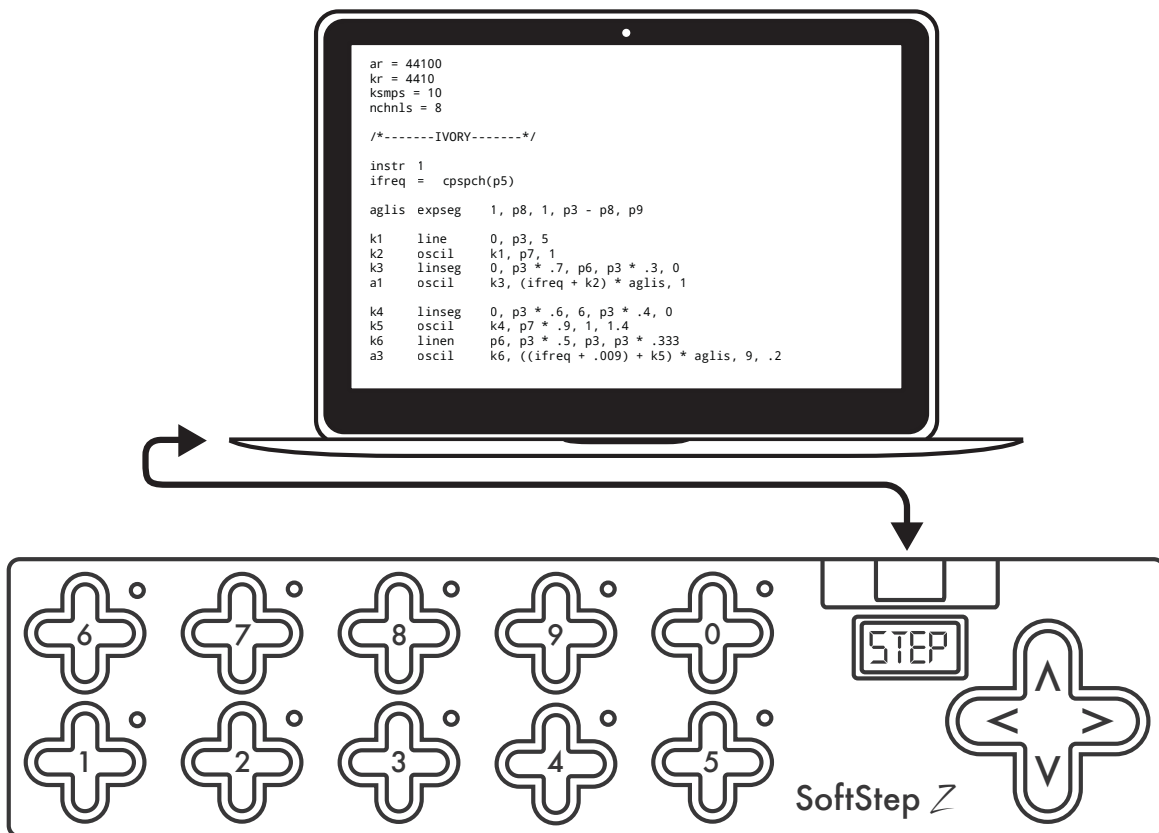 ar = 44100
kr = 4410
ksmps = 10
nchnls = 8
/*-------IVORY-------*/
instr 1
ifreq = cpspch(p5)
aglis expseg 1, p8, 1, p3 - p8, p9
k1 line 0, p3, 5
k2 oscil k1, p7, 1
k3 linseg 0, p3 * .7, p6, p3 * .3, 0
a1 oscil k3, (ifreq + k2) * aglis, 1
k4 linseg 0, p3 * .6, 6, p3 * .4, 0
k5 oscil k4, p7 * .9, 1, 1.4
k6 linen p6, p3 * .5, p3, p3 * .333
a3 oscil k6, ((ifreq + .009) + k5) * aglis, 9, .2
6 7 8 9 0
STEP
1 2 3 4 5
< > 
SoftStep Z